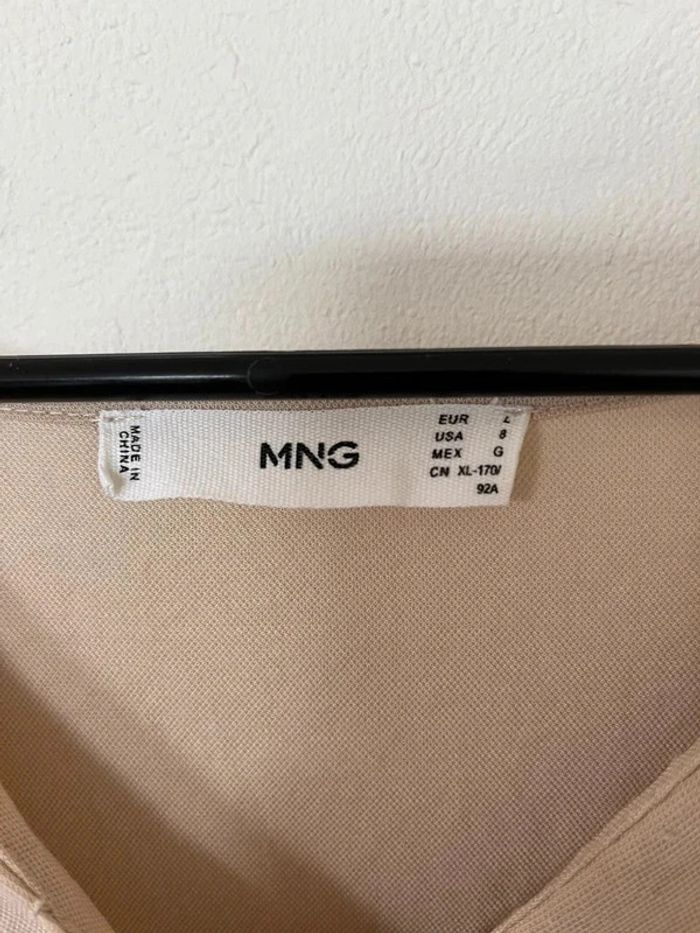 MADE IN
CHINA
MNG
EUR L
USA 8
MEX G
CN XL-170/
92A